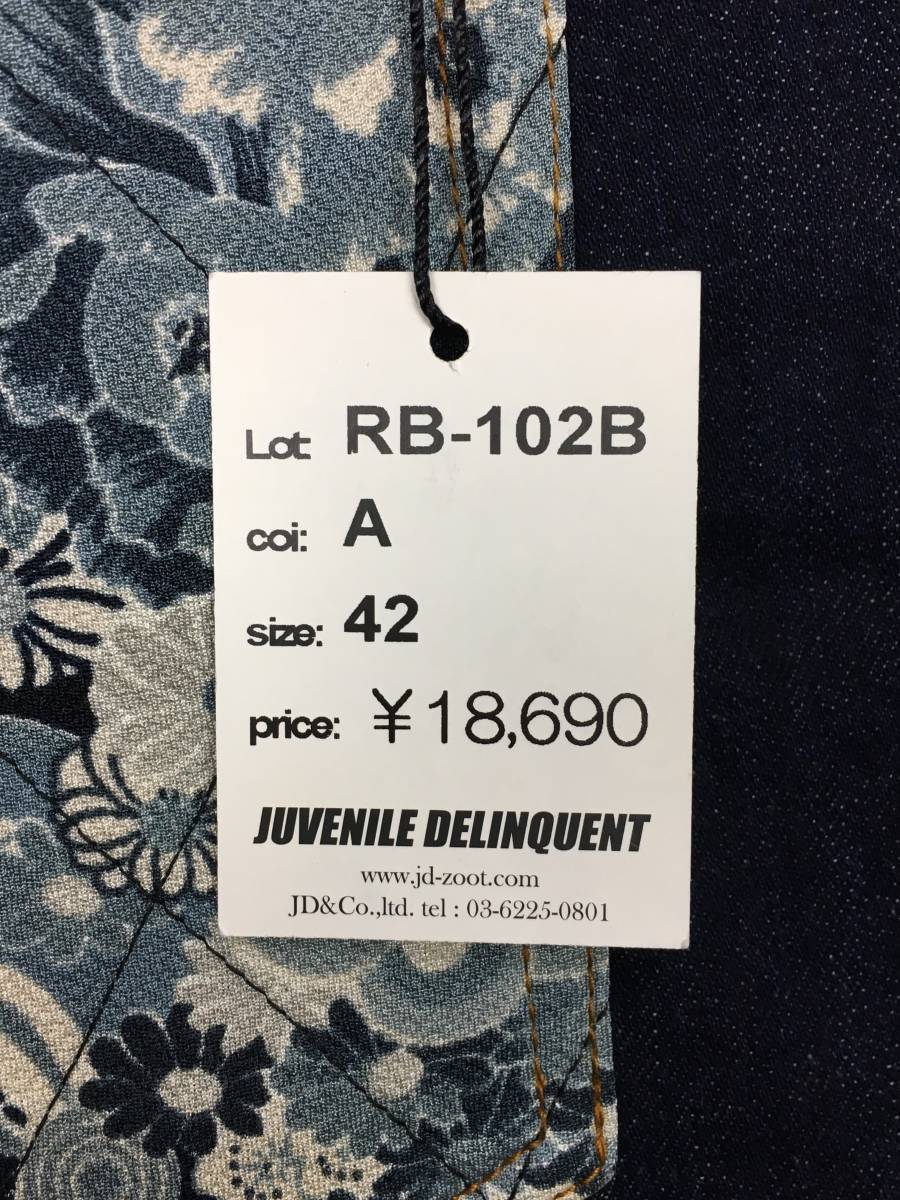 Lot: RB-102B
coi: A
size: 42
price: ¥18,690
JUVENILE DELINQUENT
www.jd-zoot.com
JD&Co.,ltd. tel : 03-6225-0801